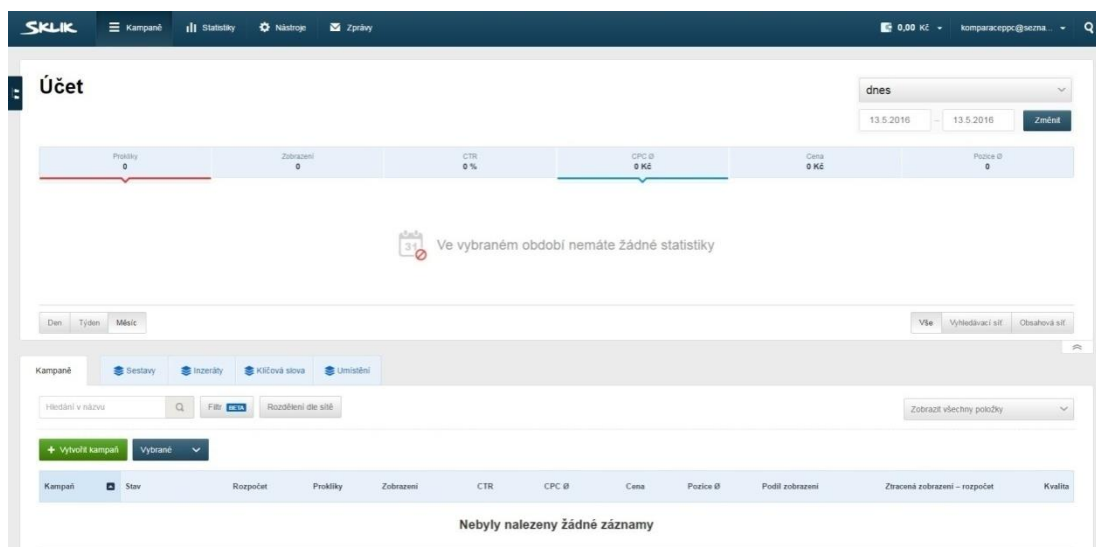 SKLIK Kampaně Statistiky Nástroje Zprávy 0,00 Kč komparaceppc@sezna...
Účet
dnes
13.5.2016 – 13.5.2016 Změnit
Prokliky Zobrazení CTR CPC Ø Cena Pozice Ø
0 0 0 % 0 Kč 0 Kč 0
31 Ve vybraném období nemáte žádné statistiky
Den Týden Měsíc Vše Vyhledávací síť Obsahová síť
Kampaně Sestavy Inzeráty Klíčová slova Umístění
Hledání v názvu Filtr BETA Rozdělení dle sítě Zobrazit všechny položky
+ Vytvořit kampaň Vybrané
Kampaň Stav Rozpočet Prokliky Zobrazení CTR CPC Ø Cena Pozice Ø Podíl zobrazení Ztracená zobrazení – rozpočet Kvalita
Nebyly nalezeny žádné záznamy